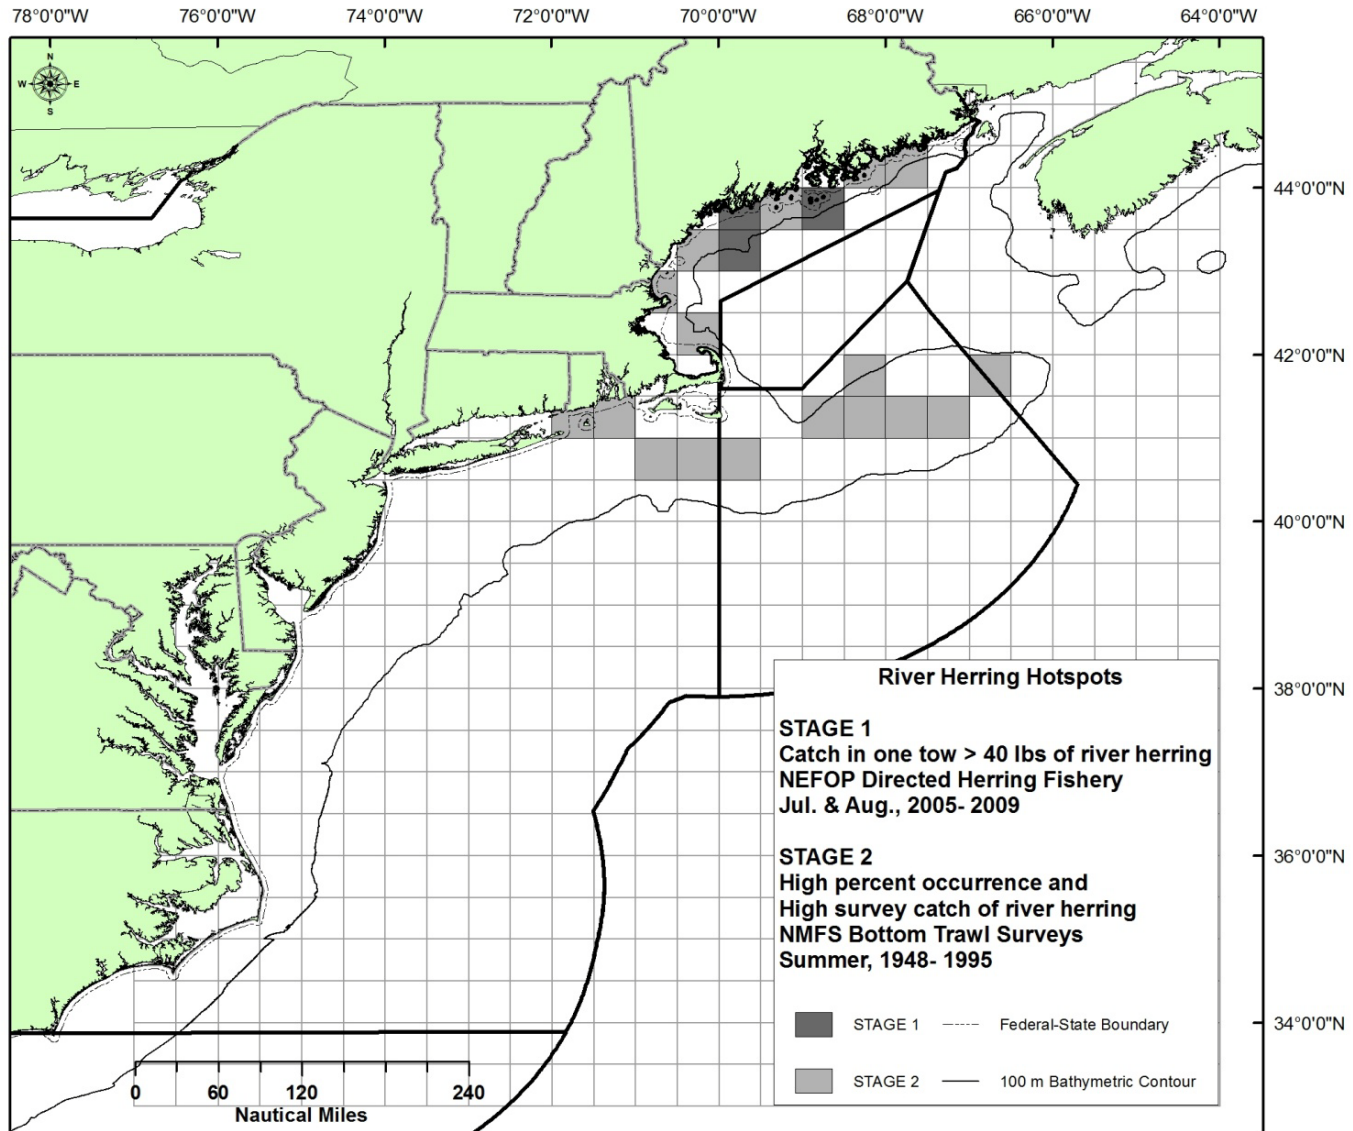 78°0'0"W 76°0'0"W 74°0'0"W 72°0'0"W 70°0'0"W 68°0'0"W 66°0'0"W 64°0'0"W
N
W E
S
44°0'0"N
42°0'0"N
40°0'0"N
38°0'0"N
36°0'0"N
34°0'0"N
River Herring Hotspots
STAGE 1
Catch in one tow > 40 lbs of river herring
NEFOP Directed Herring Fishery
Jul. & Aug., 2005- 2009
STAGE 2
High percent occurrence and
High survey catch of river herring
NMFS Bottom Trawl Surveys
Summer, 1948- 1995
STAGE 1 Federal-State Boundary
STAGE 2 100 m Bathymetric Contour
0 60 120 240
Nautical Miles